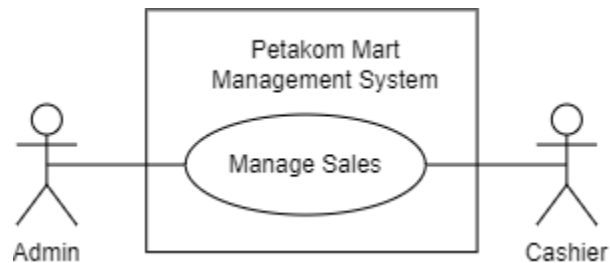 Petakom Mart
Management System
Manage Sales
Admin
Cashier